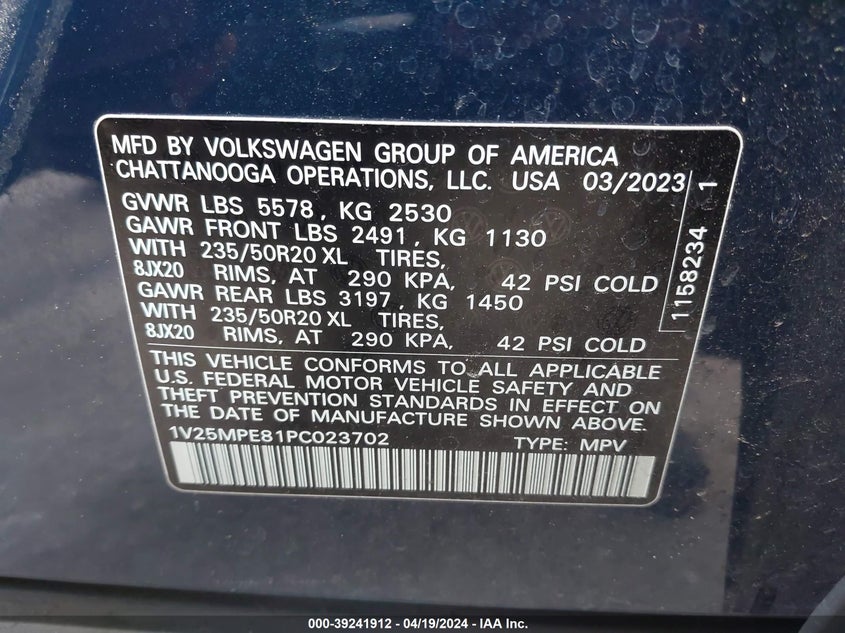 MFD BY VOLKSWAGEN GROUP OF AMERICA
CHATTANOOGA OPERATIONS, LLC. USA 03/2023
GVWR LBS 5578, KG 2530
GAWR FRONT LBS 2491, KG 1130
WITH 235/50R20 XL TIRES,
8JX20 RIMS, AT 290 KPA, 42 PSI COLD
GAWR REAR LBS 3197, KG 1450
WITH 235/50R20 XL TIRES,
8JX20 RIMS, AT 290 KPA, 42 PSI COLD
1158234 1
THIS VEHICLE CONFORMS TO ALL APPLICABLE
U.S. FEDERAL MOTOR VEHICLE SAFETY AND
THEFT PREVENTION STANDARDS IN EFFECT ON
THE DATE OF MANUFACTURE SHOWN ABOVE.
1V25MPE81PC023702 TYPE: MPV
000-39241912 - 04/19/2024 - IAA Inc.